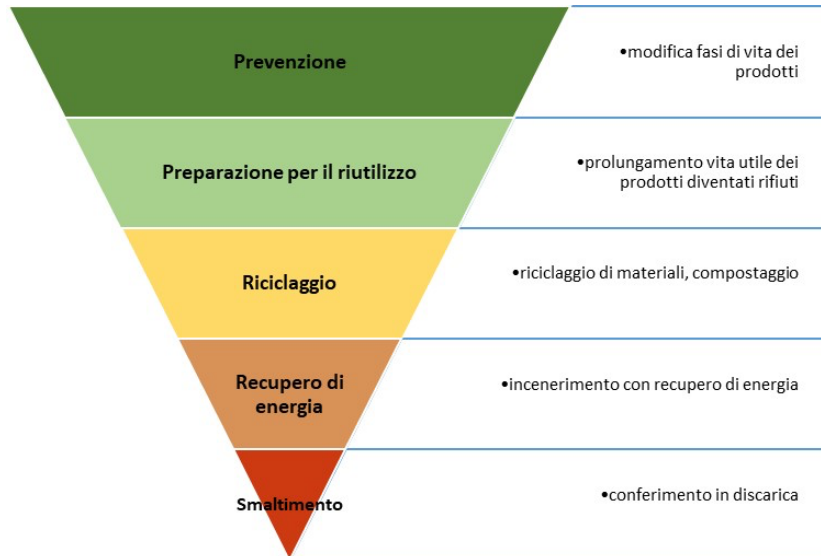 Prevenzione
•modifica fasi di vita dei
prodotti
Preparazione per il riutilizzo
•prolungamento vita utile dei
prodotti diventati rifiuti
Riciclaggio
•riciclaggio di materiali, compostaggio
Recupero di
energia
•incenerimento con recupero di energia
Smaltimento
•conferimento in discarica